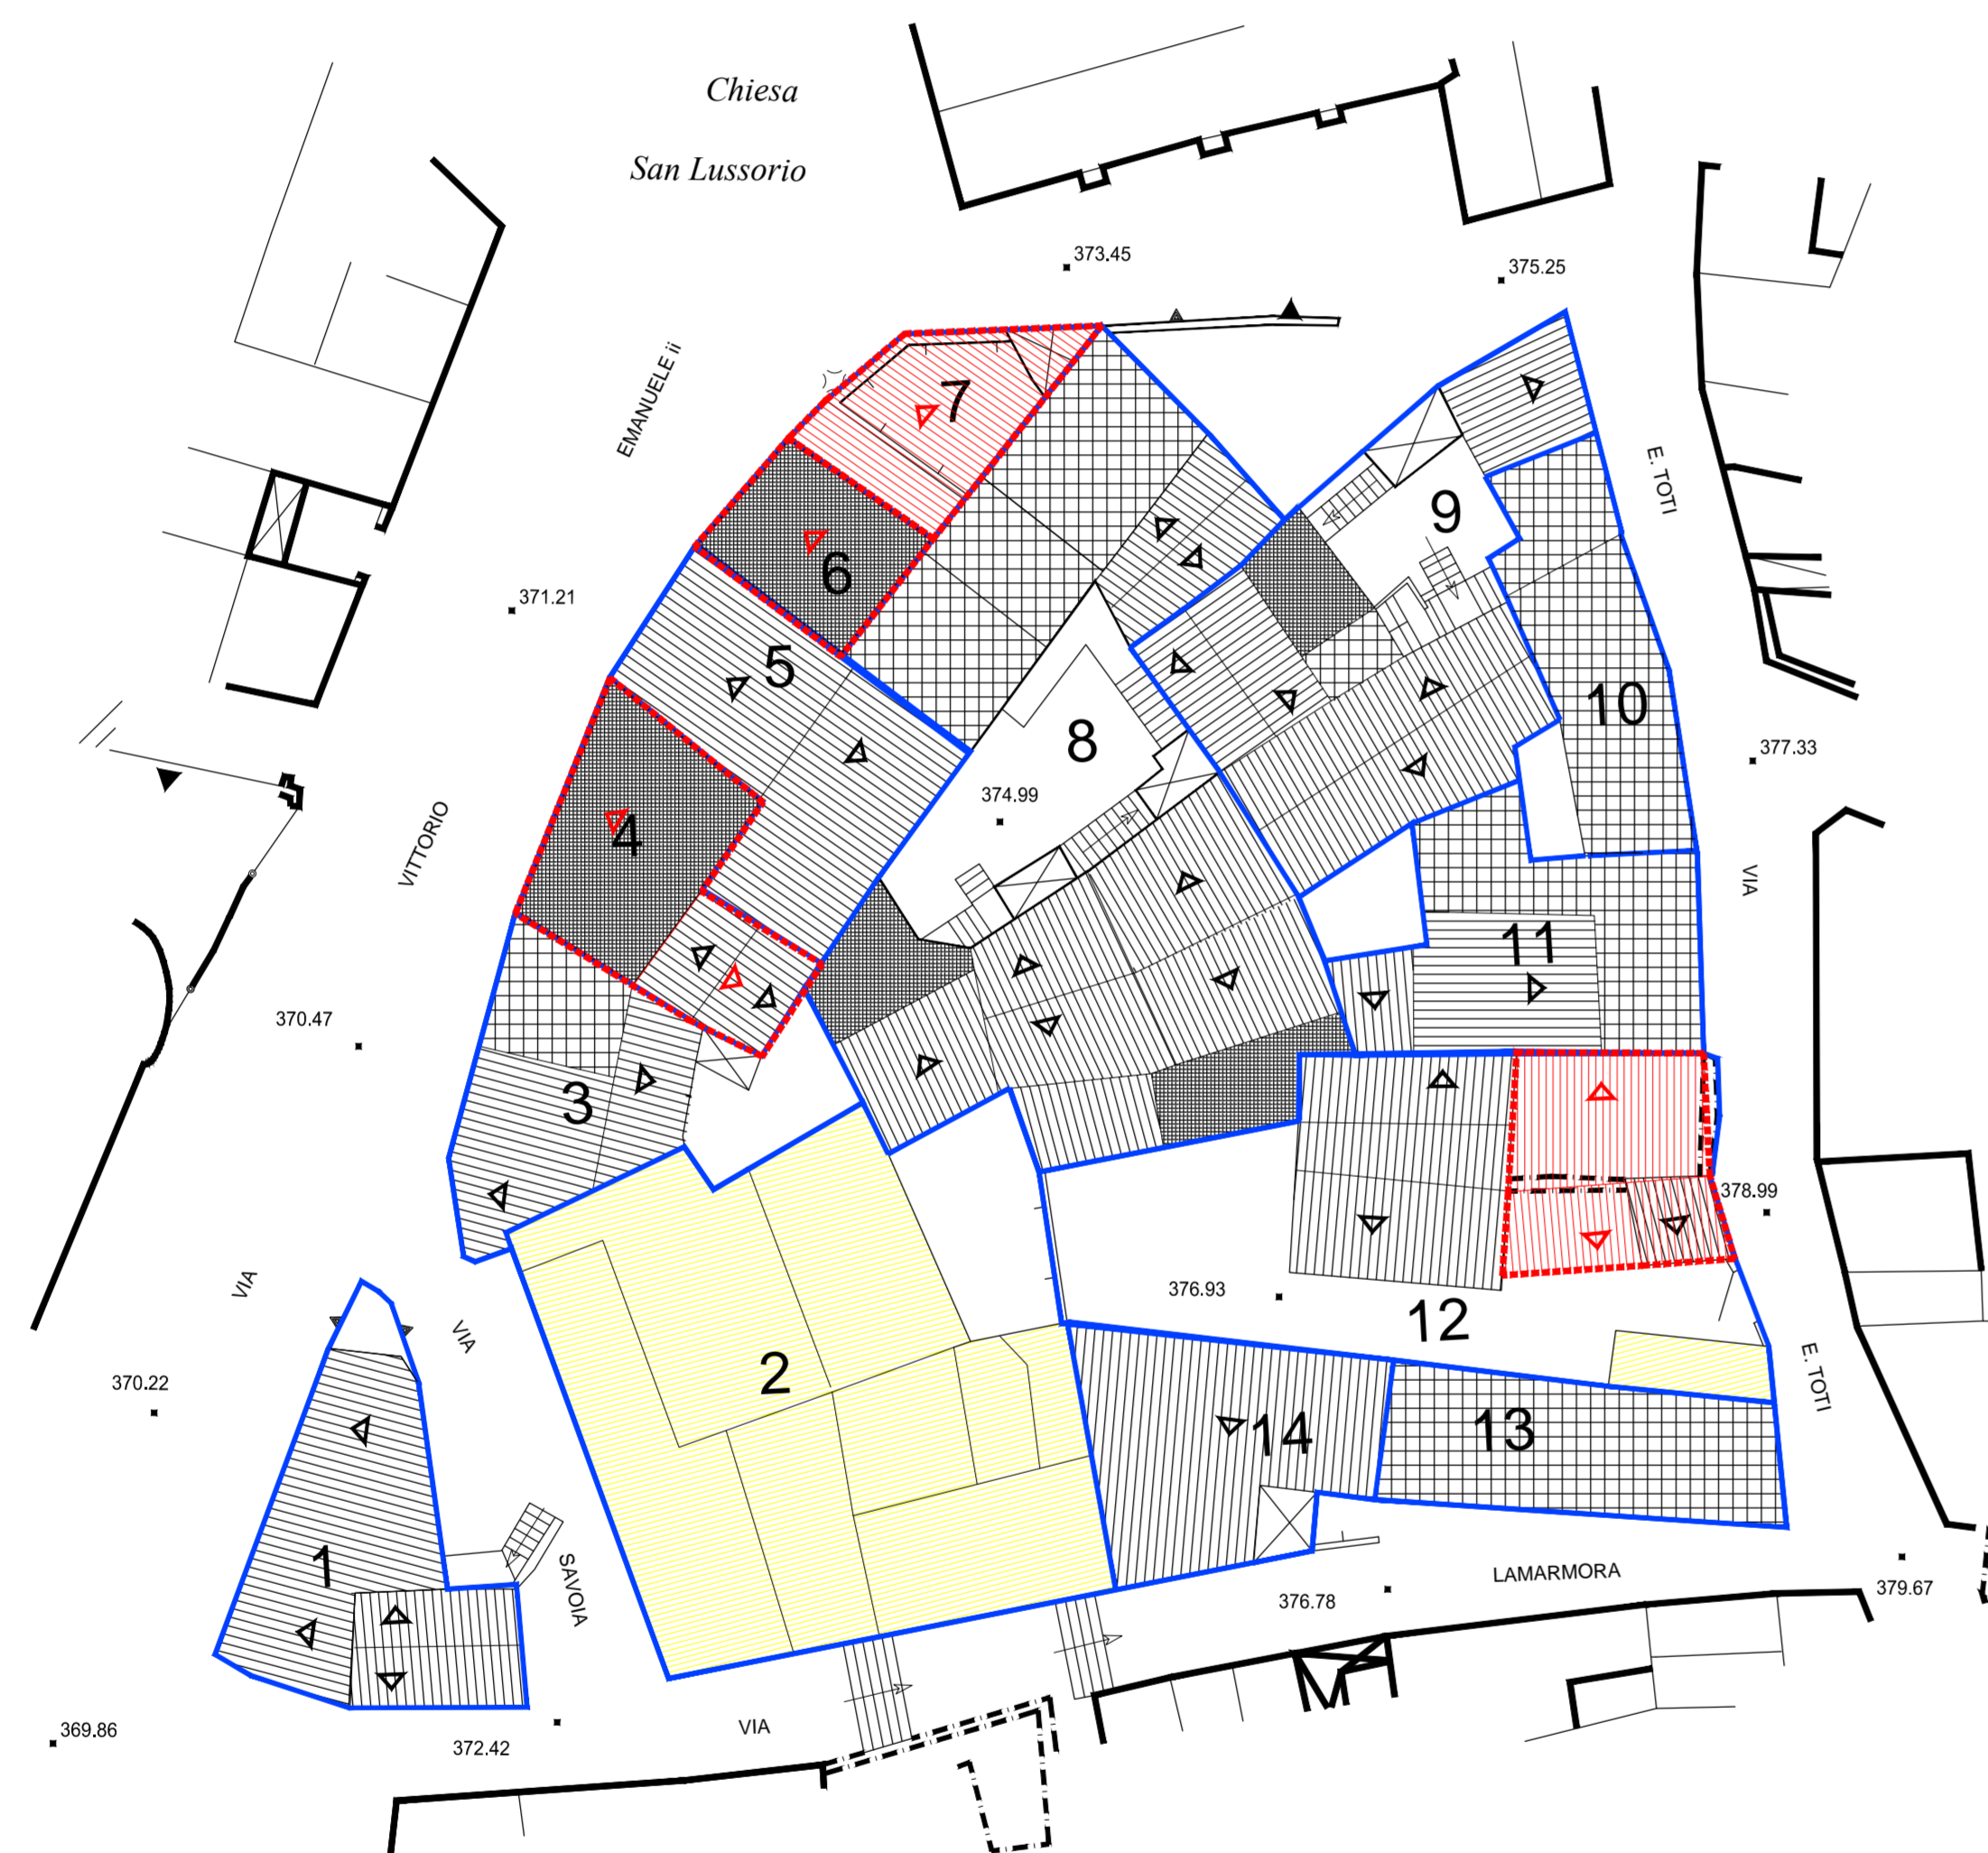 Chiesa
San Lussorio
373.45
375.25
EMANUELE ii
7
E. TOTI
9
6
371.21
5
10
8
377.33
374.99
4
VITTORIO
VIA
11
370.47
3
378.99
VIA
376.93
12
VIA
2
E. TOTI
370.22
14
13
1
SAVOIA
LAMARMORA
376.78
379.67
VIA
369.86
372.42